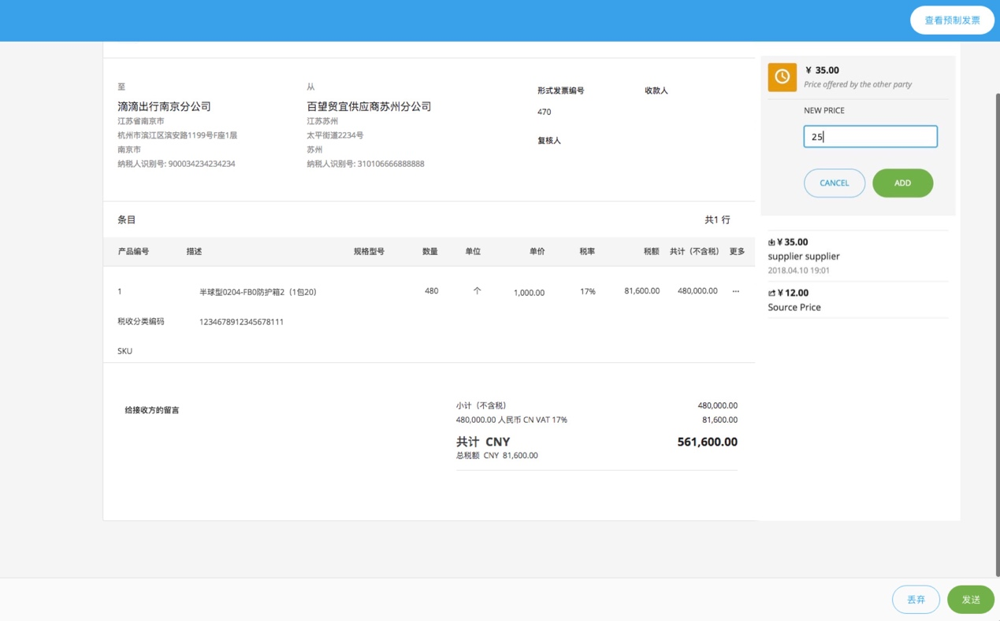 查看预制发票
至
滴滴出行南京分公司
江苏省南京市
杭州市滨江区滨安路1199号F座1层
南京市
纳税人识别号: 900034234234234
从
百望贸宜供应商苏州分公司
江苏苏州
太平街道2234号
苏州
纳税人识别号: 310106666888888
形式发票编号
470
复核人
收款人
条目 共1 行
产品编号 描述 规格型号 数量 单位 单价 税率 税额 共计（不含税） 更多
1 半球型0204-FB0防护箱2（1包20） 480 个 1,000.00 17% 81,600.00 480,000.00 ...
税收分类编码 1234678912345678111
SKU
给接收方的留言
小计（不含税） 480,000.00
480,000.00 人民币 CN VAT 17% 81,600.00
共计 CNY 561,600.00
总税额 CNY 81,600.00
¥ 35.00
Price offered by the other party
NEW PRICE
25
CANCEL ADD
¥ 35.00
supplier supplier
2018.04.10 19:01
¥ 12.00
Source Price
丢弃 发送